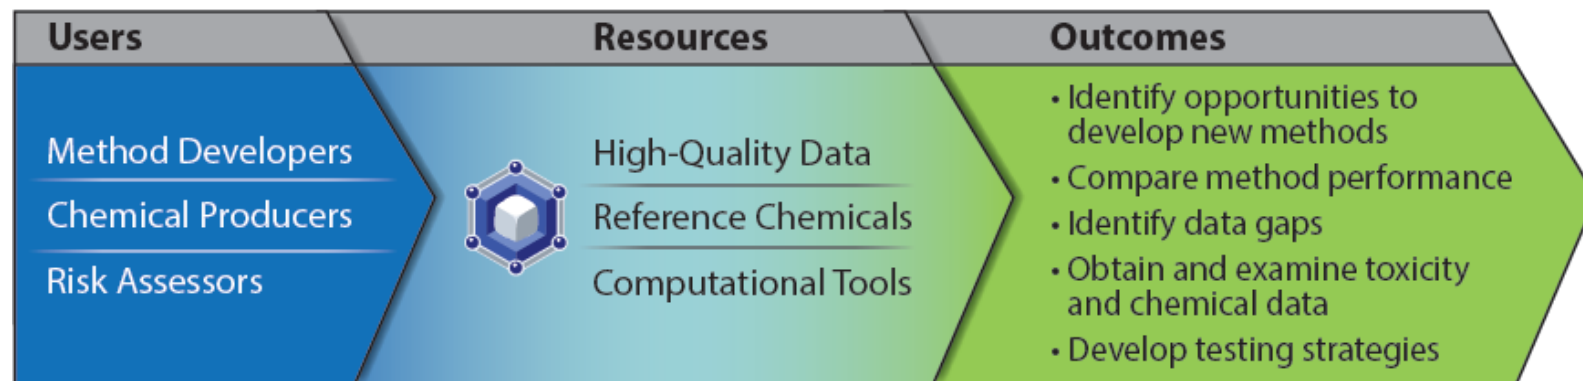 Users
Method Developers
Chemical Producers
Risk Assessors
Resources
High-Quality Data
Reference Chemicals
Computational Tools
Outcomes
• Identify opportunities to
develop new methods
• Compare method performance
• Identify data gaps
• Obtain and examine toxicity
and chemical data
• Develop testing strategies